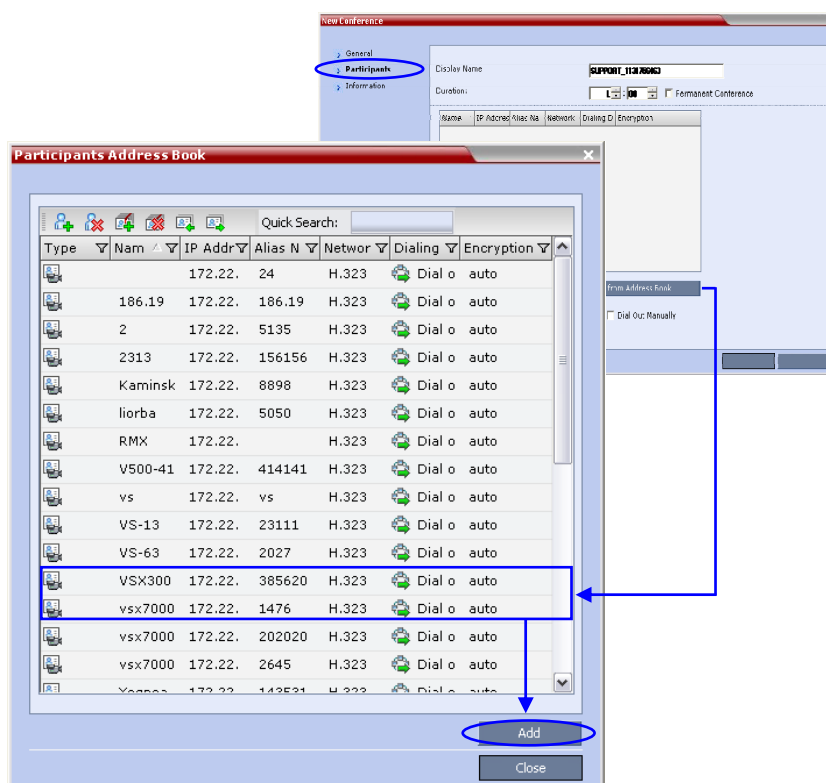 New Conference
General
Participants
Information
Display Name
Duration:
1 : 00 Permanent Conference
Name IP Addres Alias Na Network Dialing D Encryption
from Address Book
Dial Out Manually
Participants Address Book
Quick Search:
Type Nam IP Addr Alias N Networ Dialing Encryption
172.22. 24 H.323 Dial o auto
186.19 172.22. 186.19 H.323 Dial o auto
2 172.22. 5135 H.323 Dial o auto
2313 172.22. 156156 H.323 Dial o auto
Kaminsk 172.22. 8898 H.323 Dial o auto
liorba 172.22. 5050 H.323 Dial o auto
RMX 172.22. H.323 Dial o auto
V500-41 172.22. 414141 H.323 Dial o auto
vs 172.22. vs H.323 Dial o auto
VS-13 172.22. 23111 H.323 Dial o auto
VS-63 172.22. 2027 H.323 Dial o auto
VSX300 172.22. 385620 H.323 Dial o auto
vsx7000 172.22. 1476 H.323 Dial o auto
vsx7000 172.22. 202020 H.323 Dial o auto
vsx7000 172.22. 2645 H.323 Dial o auto
172.22. H.323 Dial o auto
Add
Close